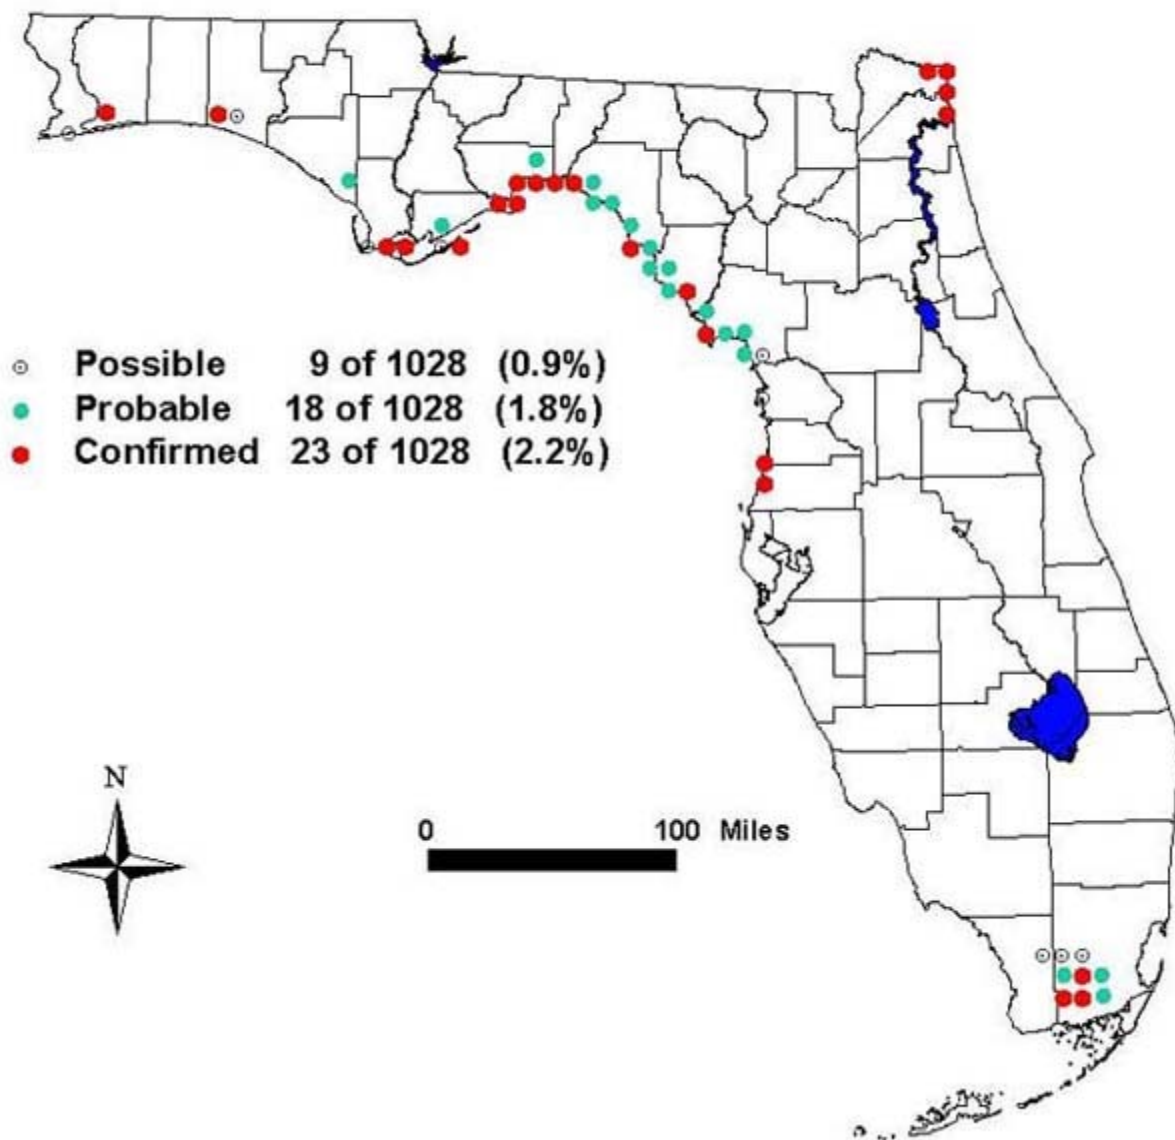 Possible 9 of 1028 (0.9%)
Probable 18 of 1028 (1.8%)
Confirmed 23 of 1028 (2.2%)
N
0 100 Miles